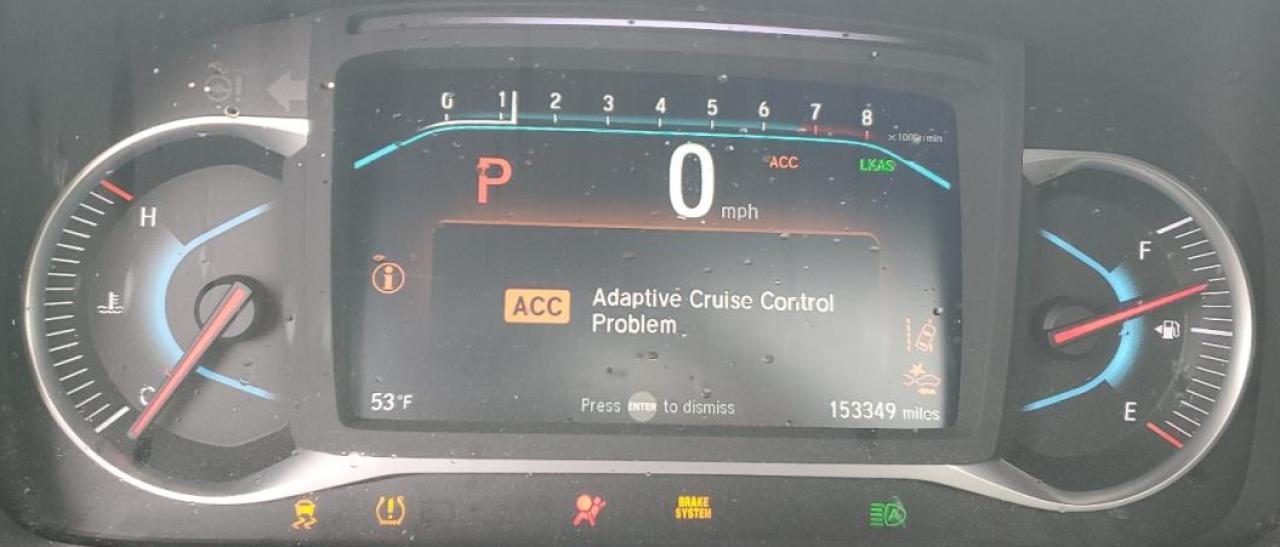 0 1 2 3 4 5 6 7 8
×1000r/min
P 0 mph ACC LKAS
H
F
ACC Adaptive Cruise Control
Problem
C
E
53°F
Press ENTER to dismiss
153349 miles
BRAKE
SYSTEM